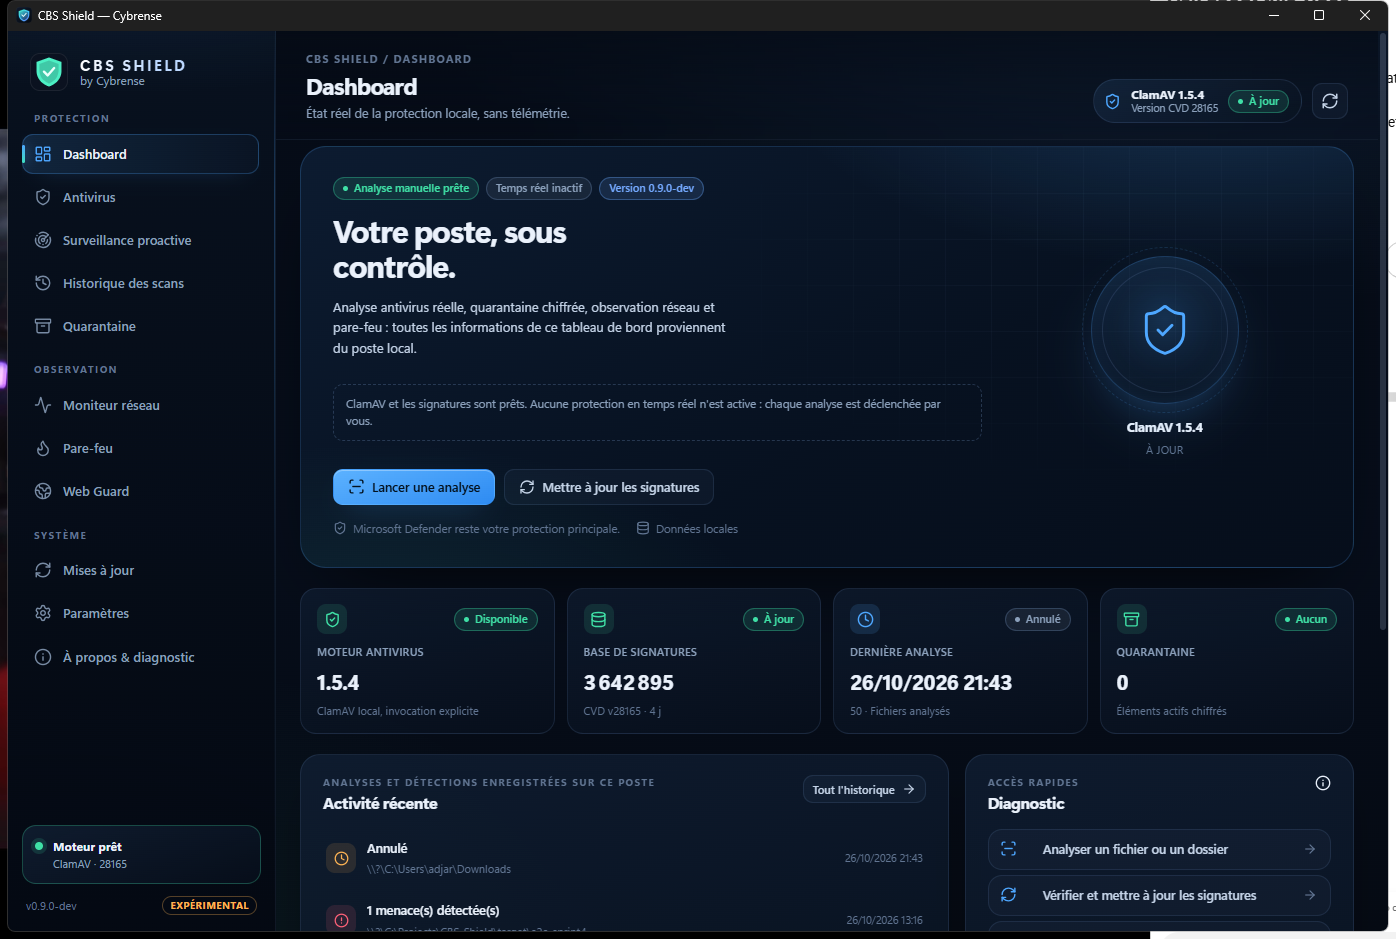 CBS Shield — Cybrense
CBS SHIELD
by Cybrense
PROTECTION
Dashboard
Antivirus
Surveillance proactive
Historique des scans
Quarantaine
OBSERVATION
Moniteur réseau
Pare-feu
Web Guard
SYSTÈME
Mises à jour
Paramètres
À propos & diagnostic
Moteur prêt
ClamAV · 28165
v0.9.0-dev
EXPÉRIMENTAL
CBS SHIELD / DASHBOARD
Dashboard
État réel de la protection locale, sans télémétrie.
ClamAV 1.5.4
Version CVD 28165
À jour
Analyse manuelle prête
Temps réel inactif
Version 0.9.0-dev
Votre poste, sous
contrôle.
Analyse antivirus réelle, quarantaine chiffrée, observation réseau et
pare-feu : toutes les informations de ce tableau de bord proviennent
du poste local.
ClamAV et les signatures sont prêts. Aucune protection en temps réel n'est active : chaque analyse est déclenchée par
vous.
Lancer une analyse
Mettre à jour les signatures
Microsoft Defender reste votre protection principale.
Données locales
ClamAV 1.5.4
À JOUR
Disponible
MOTEUR ANTIVIRUS
1.5.4
ClamAV local, invocation explicite
À jour
BASE DE SIGNATURES
3 642 895
CVD v28165 · 4 j
Annulé
DERNIÈRE ANALYSE
26/10/2026 21:43
50 · Fichiers analysés
Aucun
QUARANTAINE
0
Éléments actifs chiffrés
ANALYSES ET DÉTECTIONS ENREGISTRÉES SUR CE POSTE
Activité récente
Tout l'historique
Annulé
\\?\C:\Users\adjar\Downloads
26/10/2026 21:43
1 menace(s) détectée(s)
26/10/2026 13:16
ACCÈS RAPIDES
Diagnostic
Analyser un fichier ou un dossier
Vérifier et mettre à jour les signatures